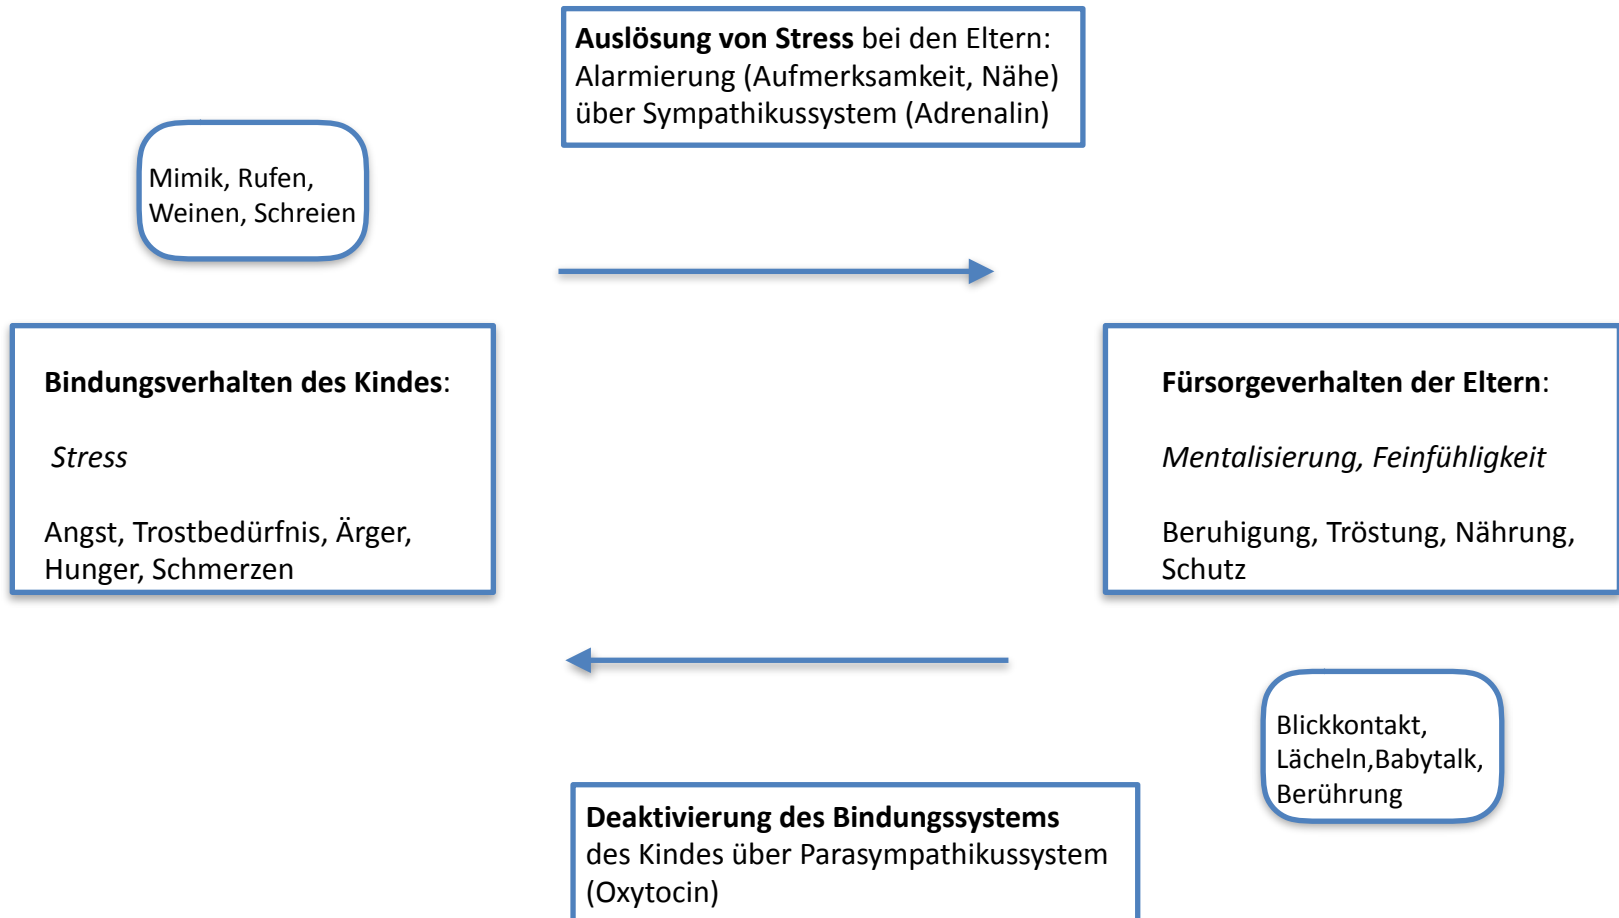 Auslösung von Stress bei den Eltern:
Alarmierung (Aufmerksamkeit, Nähe)
über Sympathikussystem (Adrenalin)
Mimik, Rufen,
Weinen, Schreien
Bindungsverhalten des Kindes:
Stress
Angst, Trostbedürfnis, Ärger,
Hunger, Schmerzen
Fürsorgeverhalten der Eltern:
Mentalisierung, Feinfühligkeit
Beruhigung, Tröstung, Nährung,
Schutz
Blickkontakt,
Lächeln,Babytalk,
Berührung
Deaktivierung des Bindungssystems
des Kindes über Parasympathikussystem
(Oxytocin)